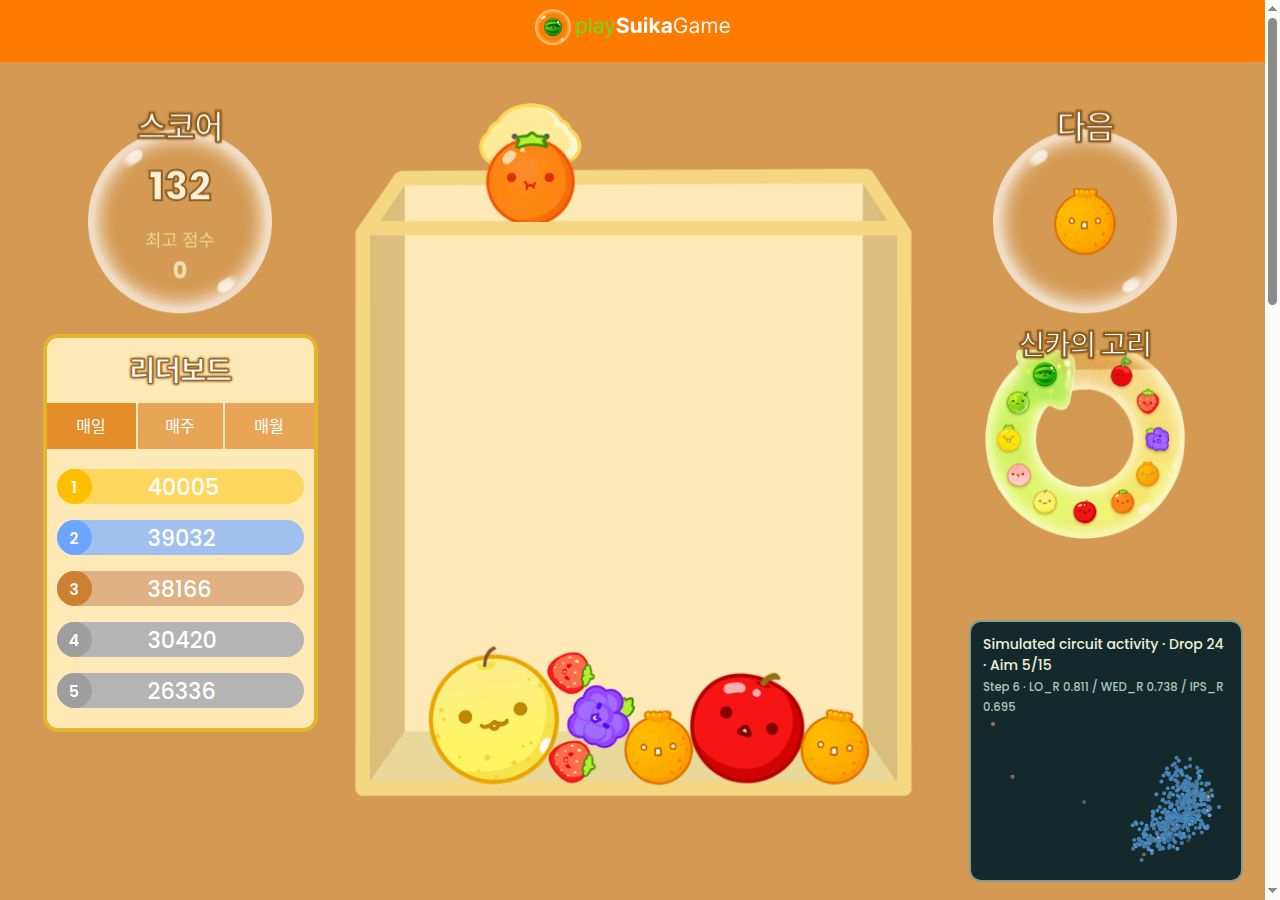 playSuikaGame
스코어
132
최고 점수
0
다음
리더보드
매일 매주 매월
1 40005
2 39032
3 38166
4 30420
5 26336
신카의 고리
Simulated circuit activity · Drop 24
· Aim 5/15
Step 6 · LO_R 0.811 / WED_R 0.738 / IPS_R
0.695